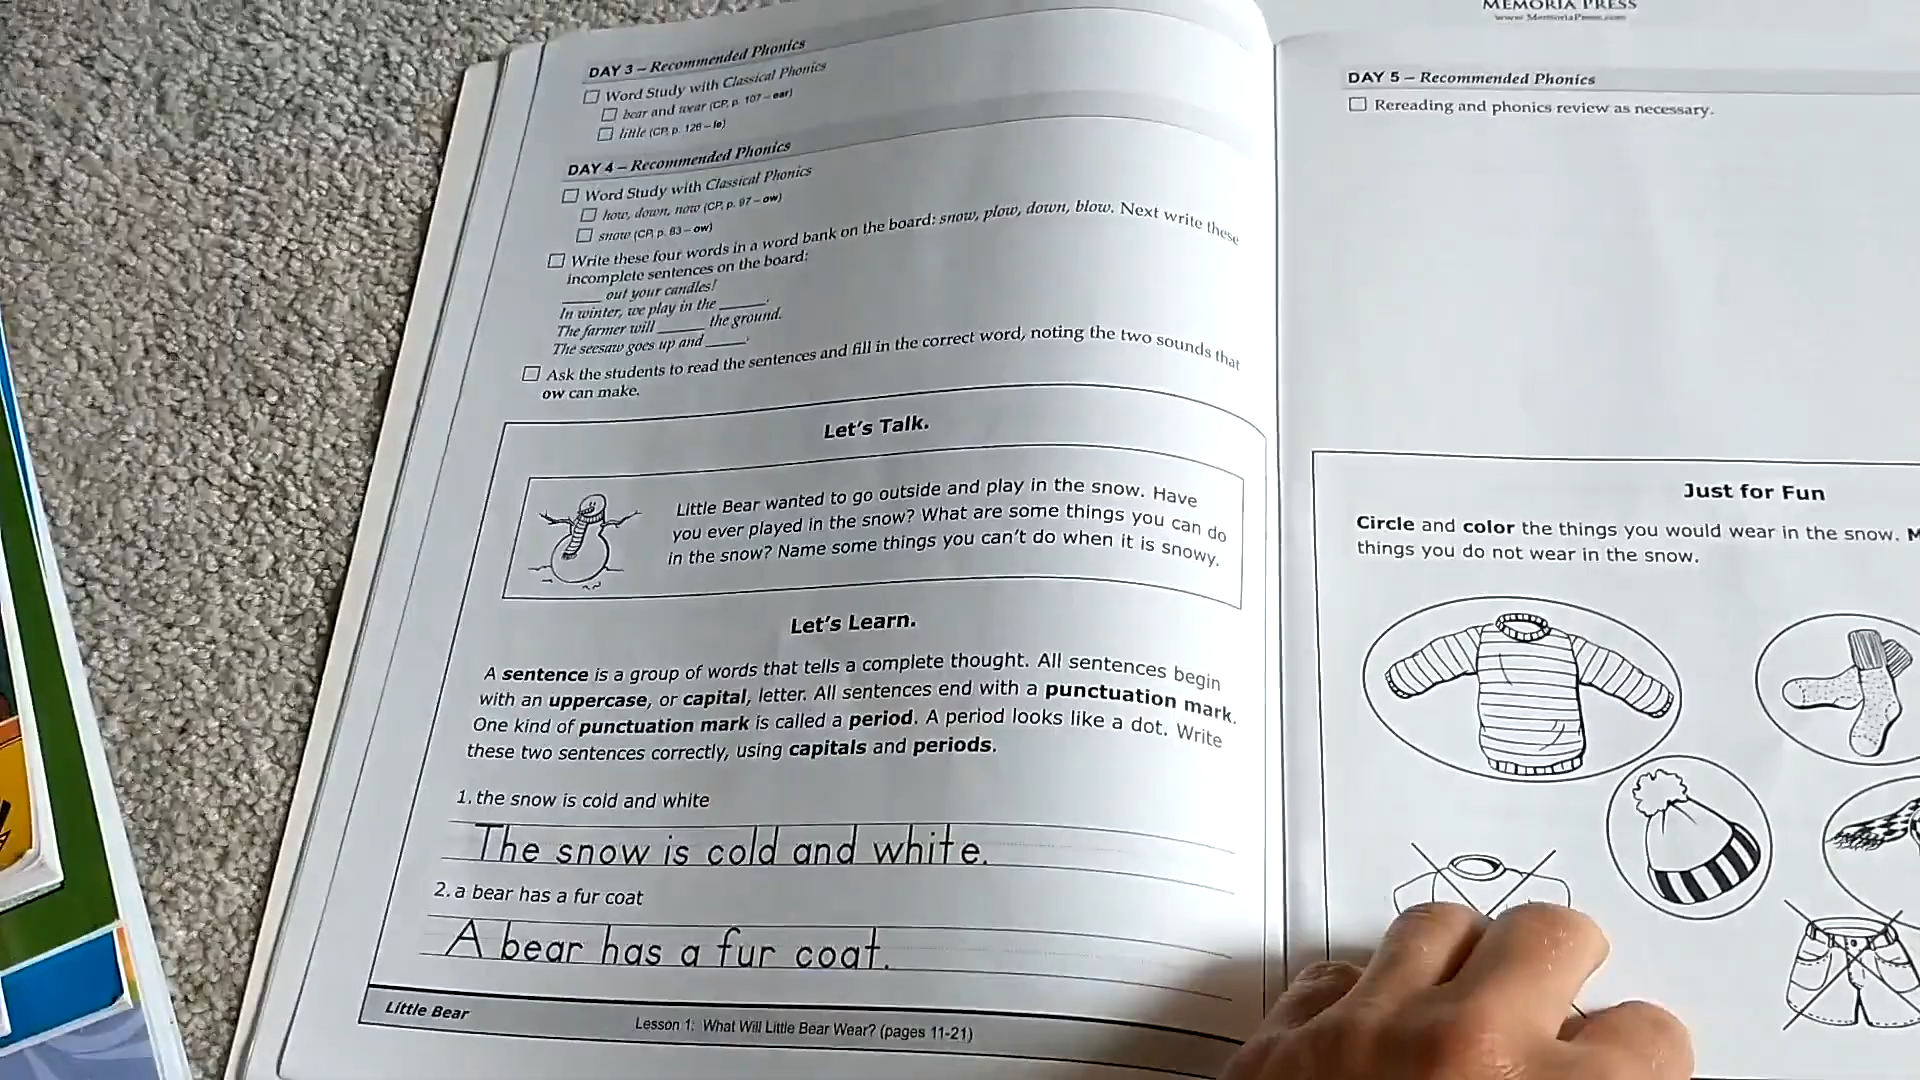 DAY 3 – Recommended Phonics
Word Study with Classical Phonics
bear and wear (CP, p. 107 – ear)
little (CP, p. 126 – le)
DAY 4 – Recommended Phonics
Word Study with Classical Phonics
how, down, now (CP, p. 97 – ow)
snow (CP, p. 83 – ow)
Write these four words in a word bank on the board: snow, plow, down, blow. Next write these
incomplete sentences on the board:
_____ out your candles!
In winter, we play in the _____.
The farmer will _____ the ground.
The seesaw goes up and _____.
Ask the students to read the sentences and fill in the correct word, noting the two sounds that
ow can make.
Let's Talk.
Little Bear wanted to go outside and play in the snow. Have
you ever played in the snow? What are some things you can do
in the snow? Name some things you can't do when it is snowy.
Let's Learn.
A sentence is a group of words that tells a complete thought. All sentences begin
with an uppercase, or capital, letter. All sentences end with a punctuation mark.
One kind of punctuation mark is called a period. A period looks like a dot. Write
these two sentences correctly, using capitals and periods.
1. the snow is cold and white
The snow is cold and white.
2. a bear has a fur coat
A bear has a fur coat.
Little Bear
Lesson 1: What Will Little Bear Wear? (pages 11-21)
MEMORIA PRESS
www.MemoriaPress.com
DAY 5 – Recommended Phonics
Rereading and phonics review as necessary.
Just for Fun
Circle and color the things you would wear in the snow.
things you do not wear in the snow.